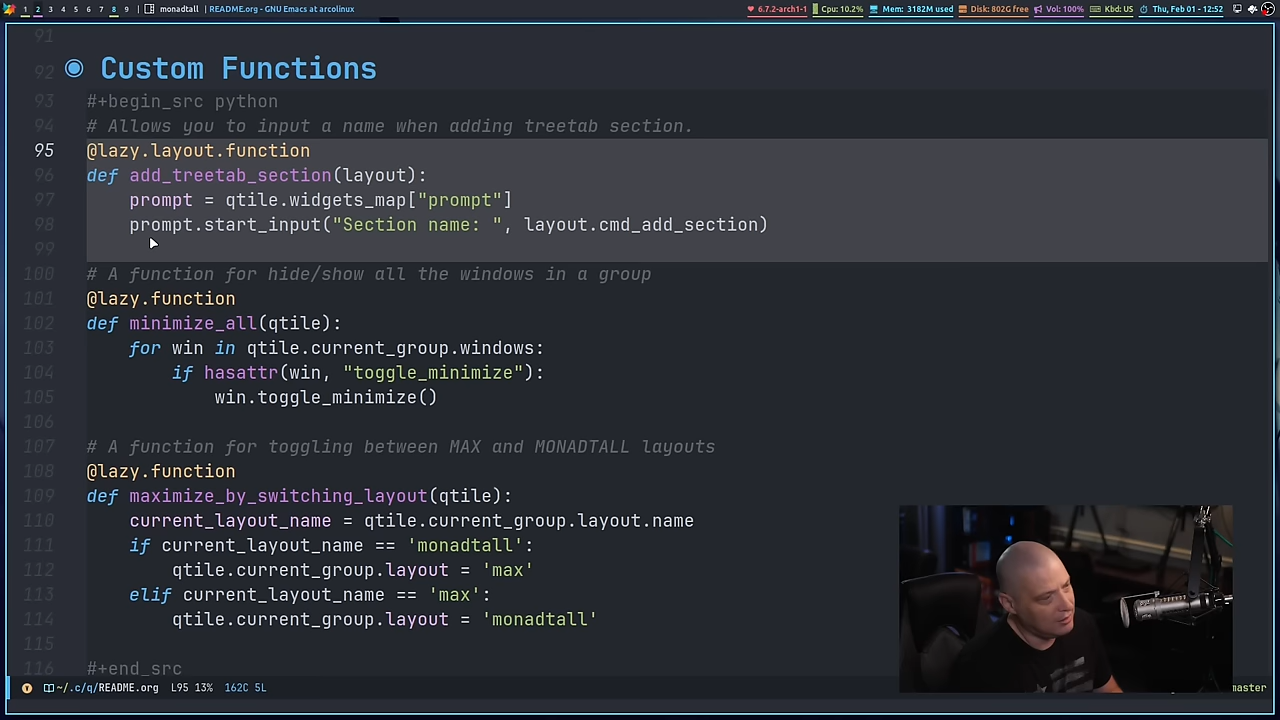 1 2 3 4 5 6 7 8 9 | monadtall | README.org - GNU Emacs at arcolinux
6.7.2-arch1-1 Cpu: 10.2% Mem: 3182M used Disk: 802G free Vol: 100% Kbd: US Thu, Feb 01 - 12:52
91
92 Custom Functions
93 #+begin_src python
94 # Allows you to input a name when adding treetab section.
95 @lazy.layout.function
96 def add_treetab_section(layout):
97 prompt = qtile.widgets_map["prompt"]
98 prompt.start_input("Section name: ", layout.cmd_add_section)
99
100 # A function for hide/show all the windows in a group
101 @lazy.function
102 def minimize_all(qtile):
103 for win in qtile.current_group.windows:
104 if hasattr(win, "toggle_minimize"):
105 win.toggle_minimize()
106
107 # A function for toggling between MAX and MONADTALL layouts
108 @lazy.function
109 def maximize_by_switching_layout(qtile):
110 current_layout_name = qtile.current_group.layout.name
111 if current_layout_name == 'monadtall':
112 qtile.current_group.layout = 'max'
113 elif current_layout_name == 'max':
114 qtile.current_group.layout = 'monadtall'
115
116 #+end_src
~/.c/q/README.org L95 13% 162C 5L master